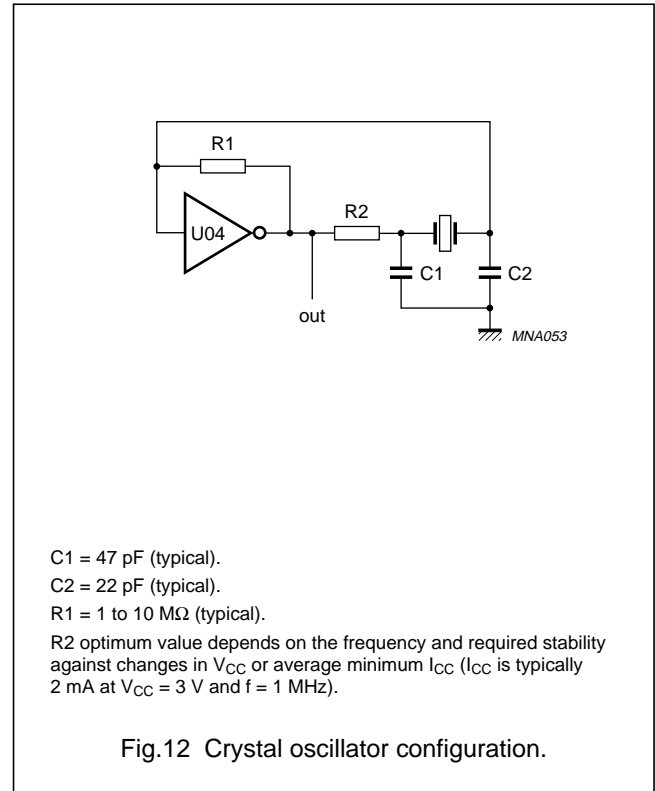 R1
U04
R2
C1
C2
out
MNA053
C1 = 47 pF (typical).
C2 = 22 pF (typical).
R1 = 1 to 10 MΩ (typical).
R2 optimum value depends on the frequency and required stability
against changes in VCC or average minimum ICC (ICC is typically
2 mA at VCC = 3 V and f = 1 MHz).
Fig.12 Crystal oscillator configuration.